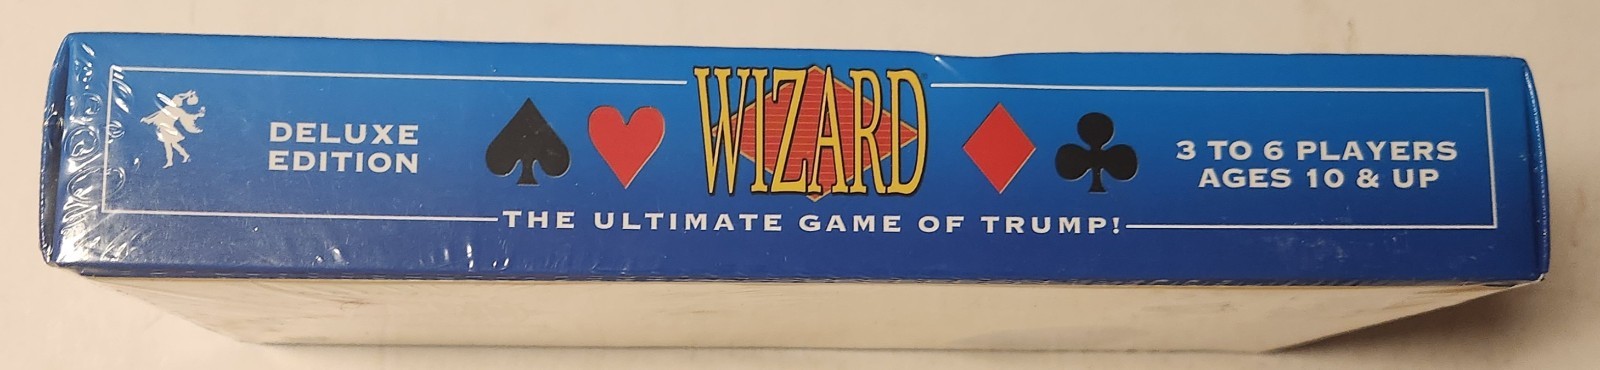 DELUXE
EDITION
WIZARD
3 TO 6 PLAYERS
AGES 10 & UP
THE ULTIMATE GAME OF TRUMP!